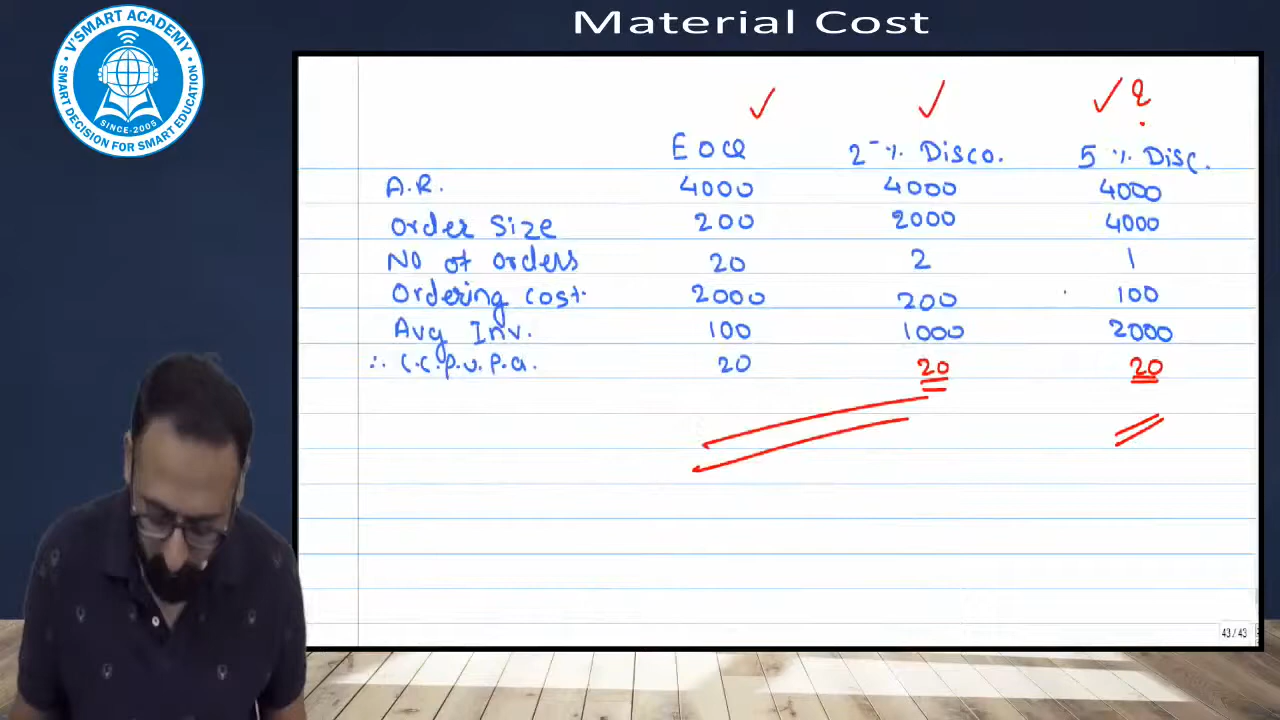 Material Cost
V'SMART ACADEMY
SINCE-2005
SMART DECISION FOR SMART EDUCATION
EOQ 2 % Disco. 5 % Disc.
A.R. 4000 4000 4000
Order Size 200 2000 4000
No of orders 20 2 1
Ordering cost. 2000 200 100
Avg Inv. 100 1000 2000
∴ C.C.p.u.p.a. 20 20 20
43/43